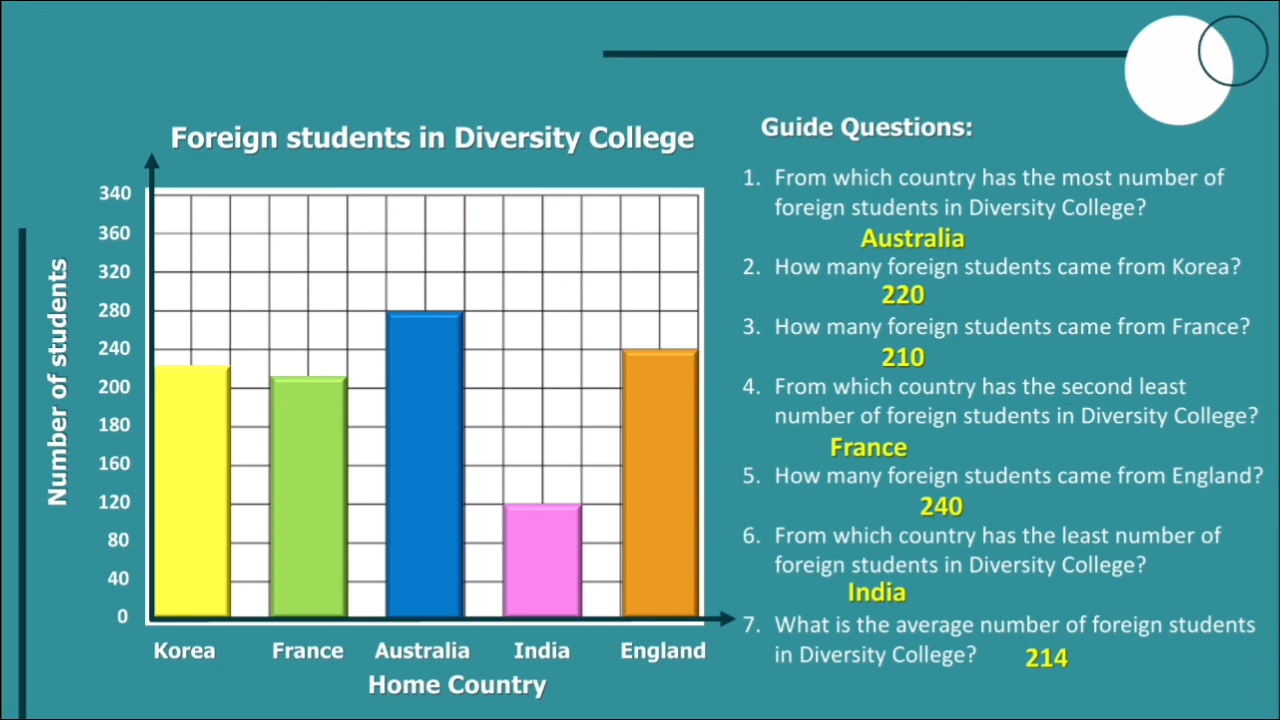 Foreign students in Diversity College
Number of students
340
360
320
280
240
200
180
160
120
80
40
0
Korea France Australia India England
Home Country
Guide Questions:
1. From which country has the most number of
foreign students in Diversity College?
Australia
2. How many foreign students came from Korea?
220
3. How many foreign students came from France?
210
4. From which country has the second least
number of foreign students in Diversity College?
France
5. How many foreign students came from England?
240
6. From which country has the least number of
foreign students in Diversity College?
India
7. What is the average number of foreign students
in Diversity College? 214